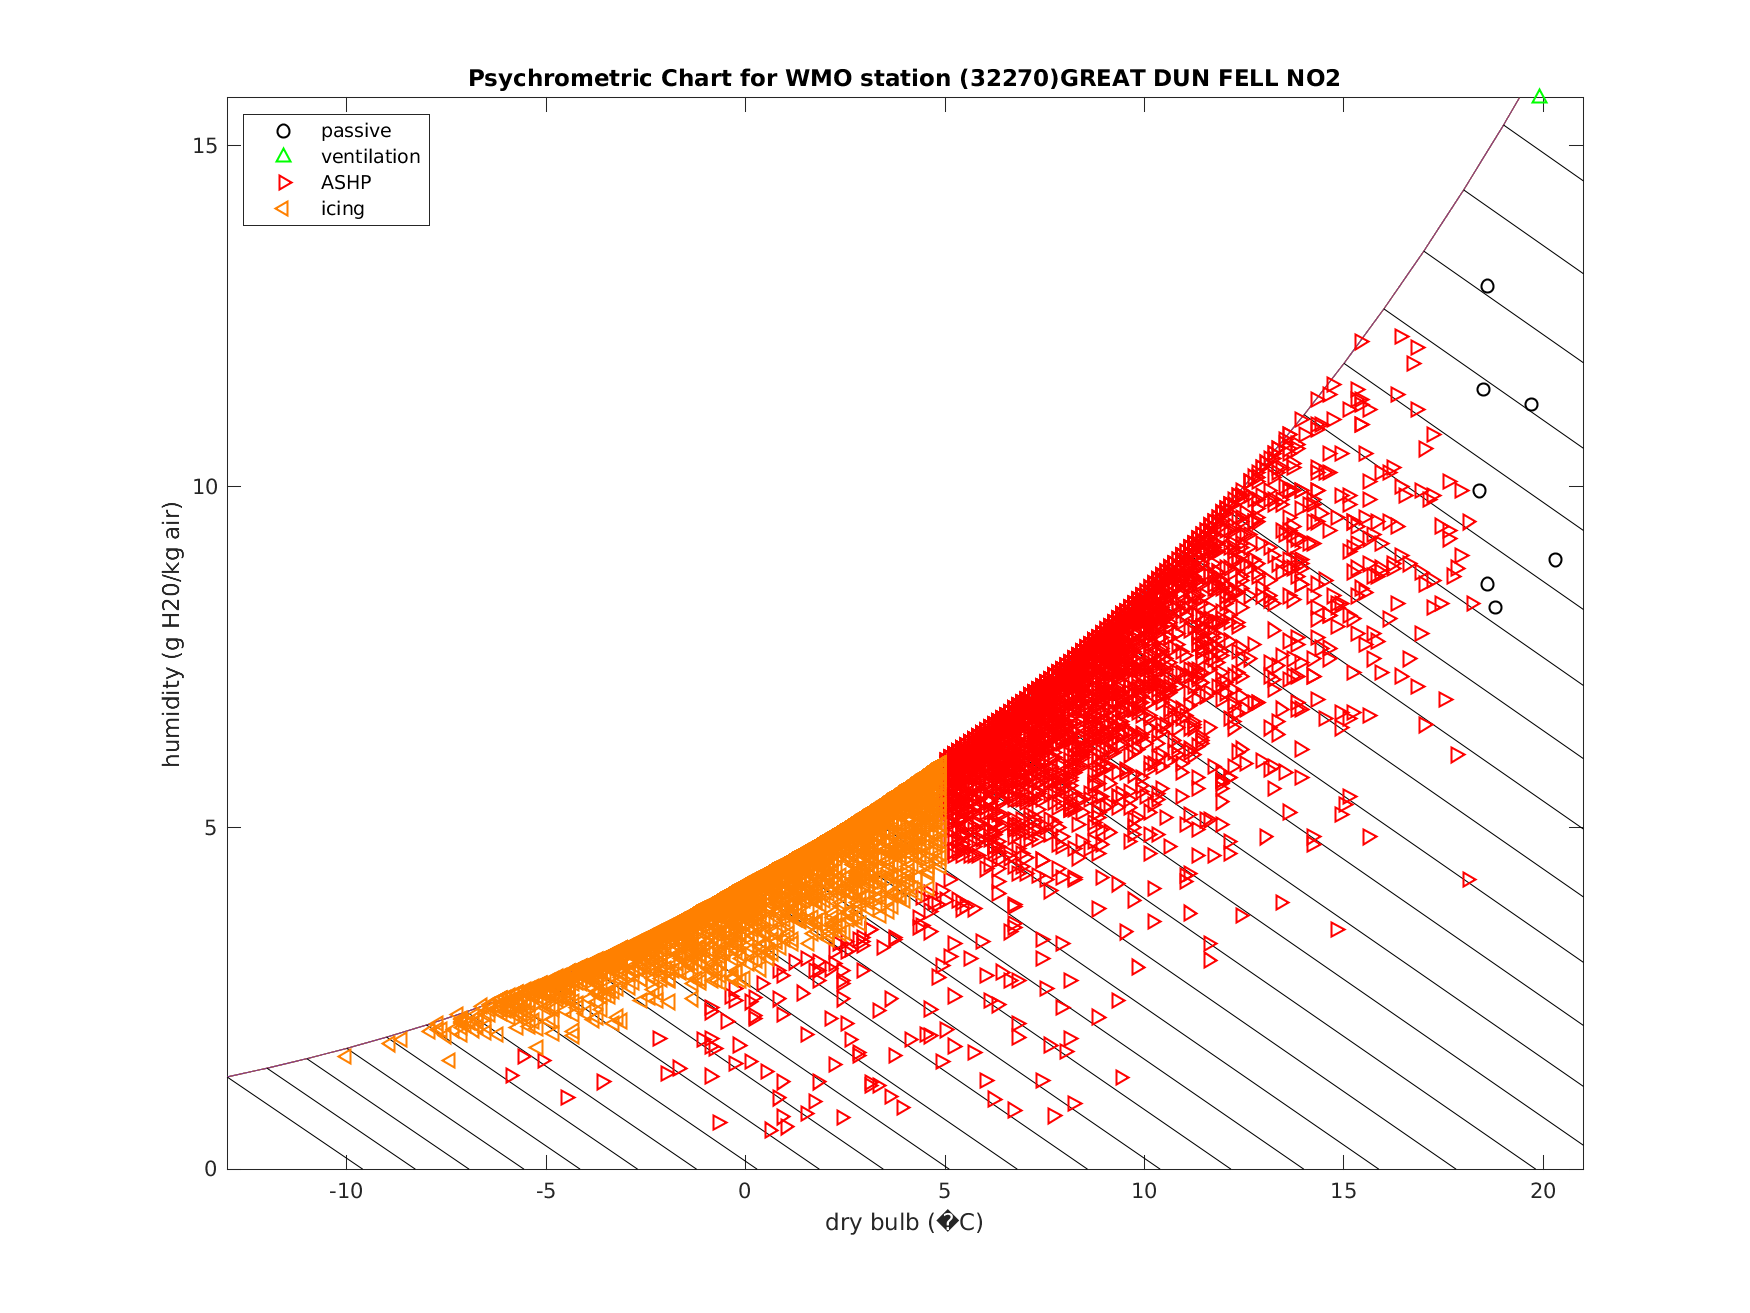 Psychrometric Chart for WMO station (32270)GREAT DUN FELL NO2
passive
ventilation
ASHP
icing
15
10
5
0
humidity (g H20/kg air)
-10 -5 0 5 10 15 20
dry bulb (�C)